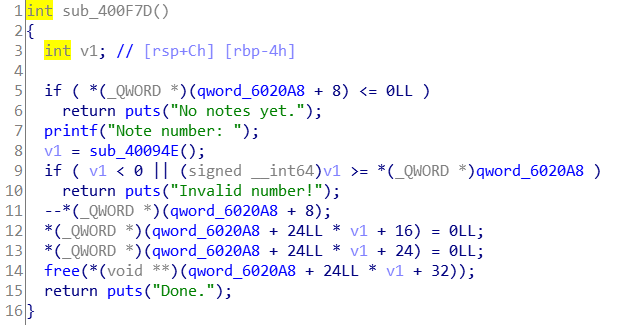 1 int sub_400F7D()
2 {
3   int v1; // [rsp+Ch] [rbp-4h]
4
5   if ( *(_QWORD *)(qword_6020A8 + 8) <= 0LL )
6     return puts("No notes yet.");
7   printf("Note number: ");
8   v1 = sub_40094E();
9   if ( v1 < 0 || (signed __int64)v1 >= *(_QWORD *)qword_6020A8 )
10     return puts("Invalid number!");
11   --*(_QWORD *)(qword_6020A8 + 8);
12   *(_QWORD *)(qword_6020A8 + 24LL * v1 + 16) = 0LL;
13   *(_QWORD *)(qword_6020A8 + 24LL * v1 + 24) = 0LL;
14   free(*(void **)(qword_6020A8 + 24LL * v1 + 32));
15   return puts("Done.");
16 }